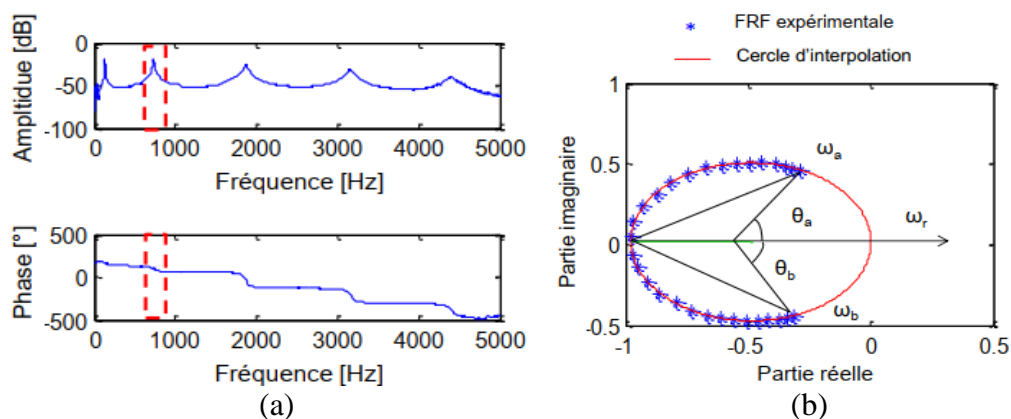 0
-50
-100
Ampltidue [dB]
0 1000 2000 3000 4000 5000
Fréquence [Hz]
500
0
-500
Phase [°]
0 1000 2000 3000 4000 5000
Fréquence [Hz]
(a)
FRF expérimentale
Cercle d'interpolation
1
0.5
0
-0.5
Partie imaginaire
ωa
θa
ωr
θb
ωb
-1 -0.5 0 0.5
Partie réelle
(b)